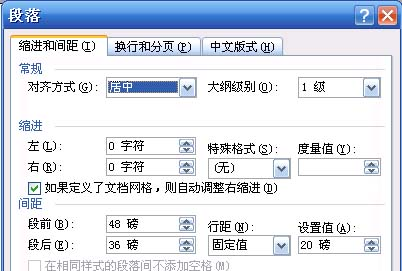 段落
缩进和间距(I) 换行和分页(P) 中文版式(H)
常规
对齐方式(G): 居中 大纲级别(O): 1 级
缩进
左(L): 0 字符 特殊格式(S): 度量值(Y):
右(R): 0 字符 (无)
如果定义了文档网格，则自动调整右缩进(D)
间距
段前(B): 48 磅 行距(N): 设置值(A):
段后(E): 36 磅 固定值 20 磅
在相同样式的段落间不添加空格(M)